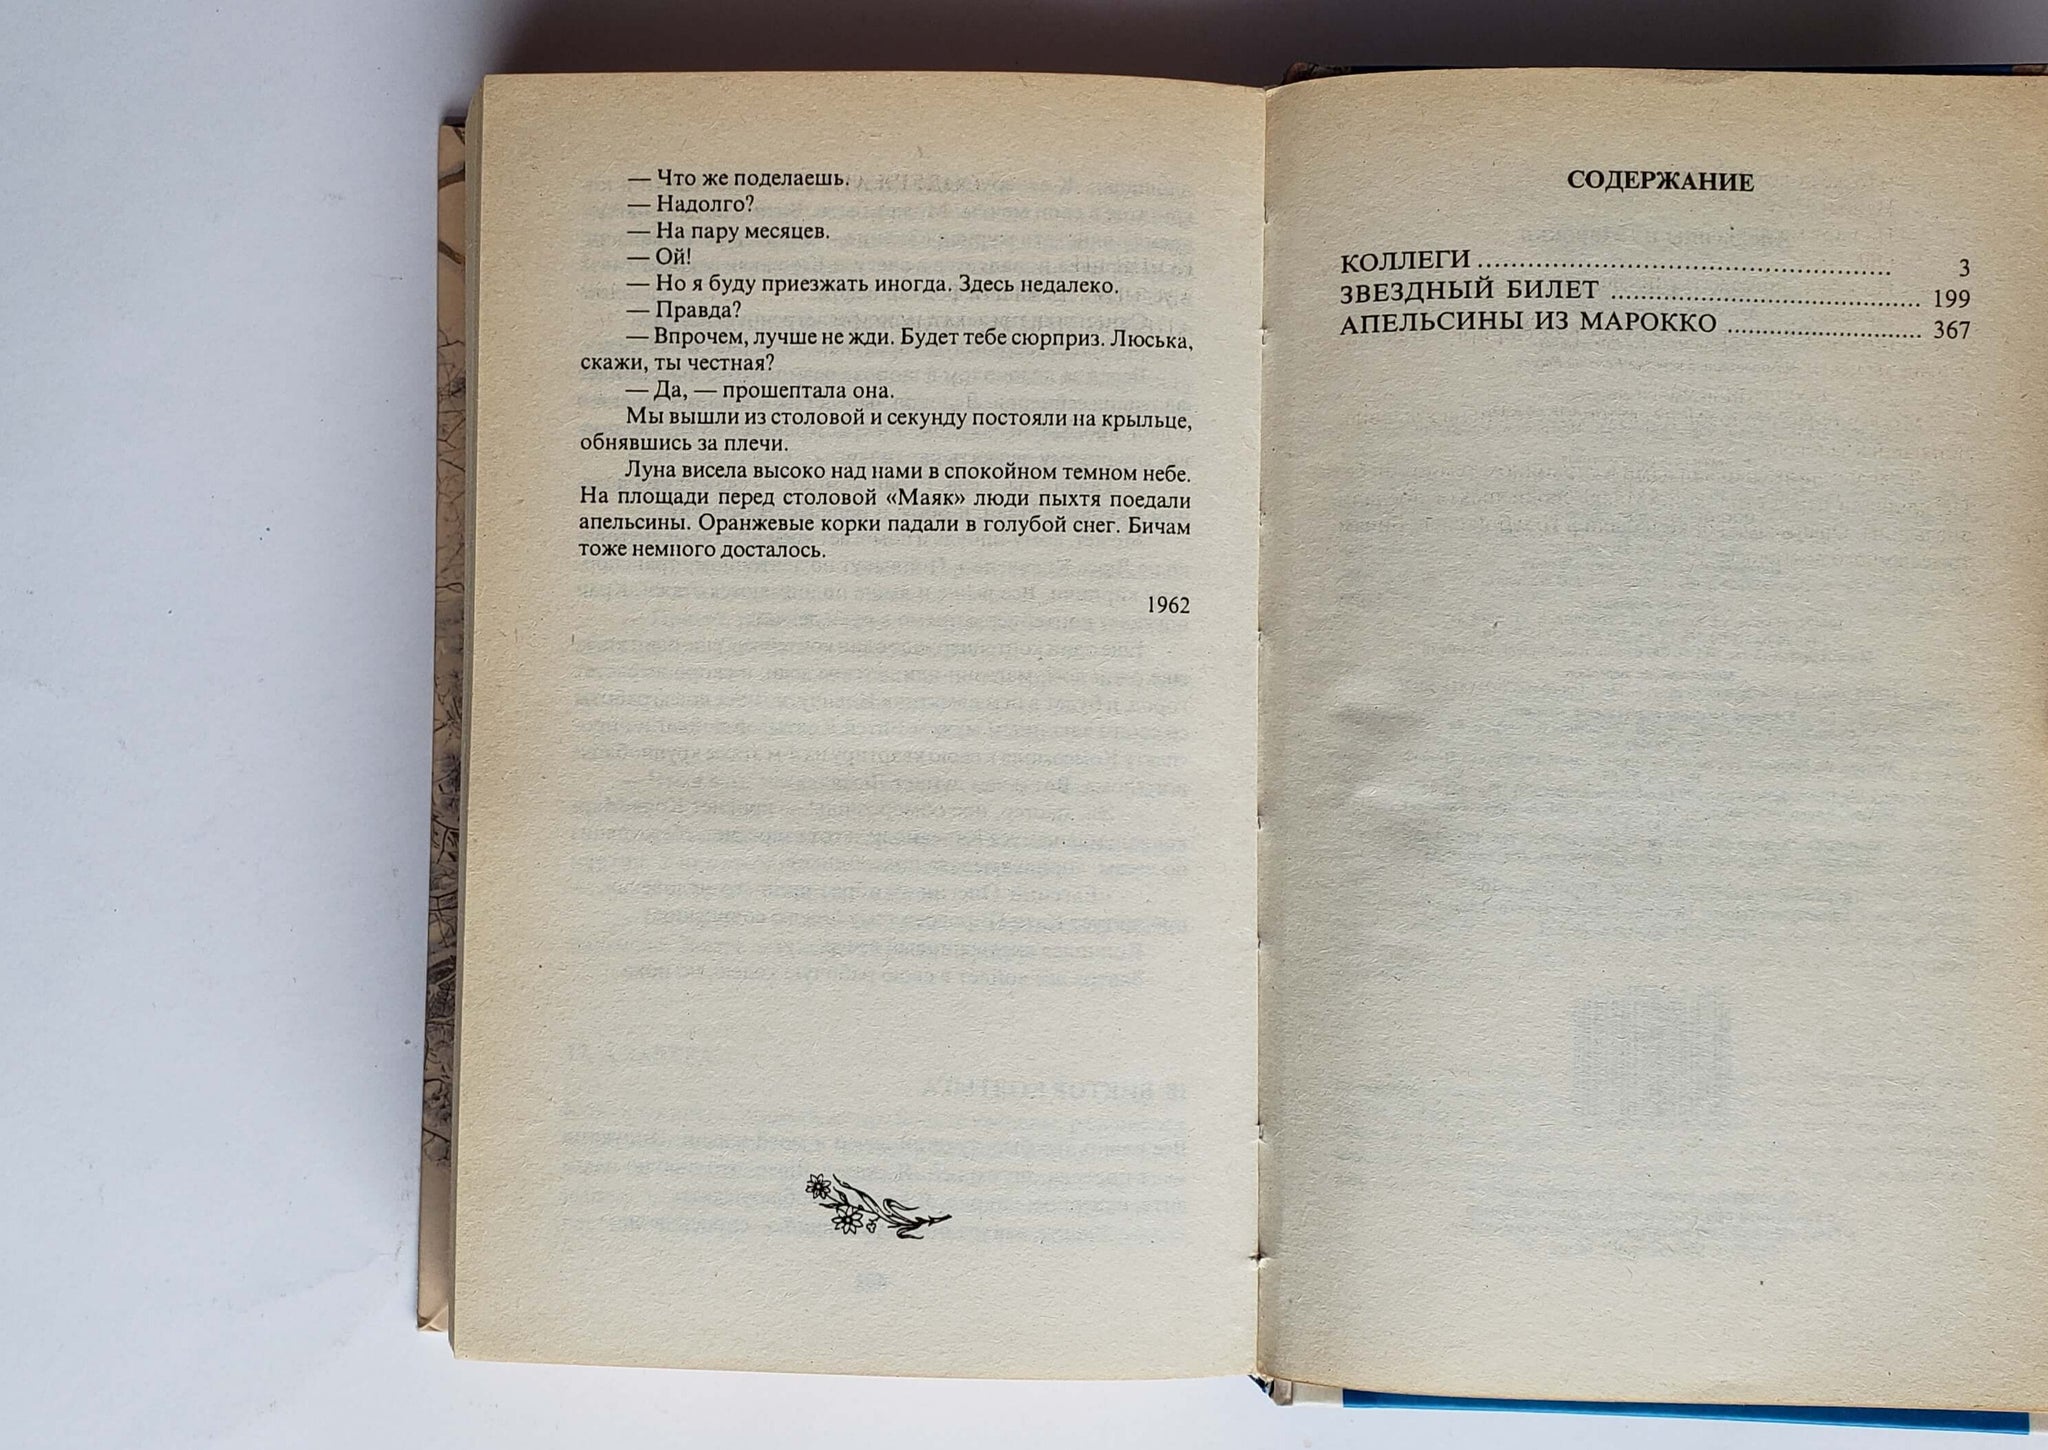 — Что же поделаешь.
— Надолго?
— На пару месяцев.
— Ой!
— Но я буду приезжать иногда. Здесь недалеко.
— Правда?
— Впрочем, лучше не жди. Будет тебе сюрприз. Люська,
скажи, ты честная?
— Да, — прошептала она.
Мы вышли из столовой и секунду постояли на крыльце,
обнявшись за плечи.
Луна висела высоко над нами в спокойном темном небе.
На площади перед столовой «Маяк» люди пыхтя поедали
апельсины. Оранжевые корки падали в голубой снег. Бичам
тоже немного досталось.
1962
СОДЕРЖАНИЕ
КОЛЛЕГИ ........................................................ 3
ЗВЕЗДНЫЙ БИЛЕТ .......................................... 199
АПЕЛЬСИНЫ ИЗ МАРОККО .......................... 367